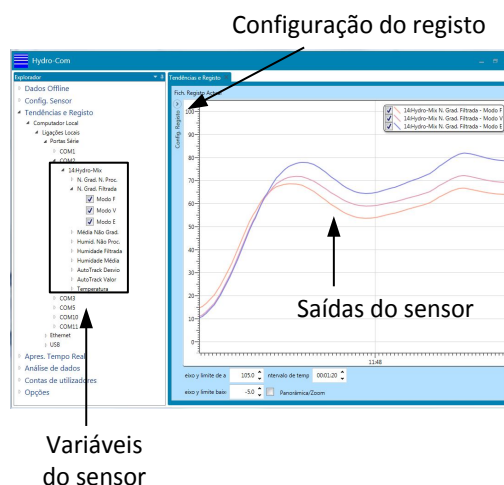 Configuração do registo
Hydro-Com
Explorador
Dados Offline
Config. Sensor
Tendências e Registo
Computador Local
Ligações Locais
Portas Série
COM1
COM2
14:Hydro-Mix
N. Grad. N. Proc.
N. Grad. Filtrada
Modo F
Modo V
Modo E
Média Não Grad.
Humid. Não Proc.
Humidade Filtrada
Humidade Média
AutoTrack Desvio
AutoTrack Valor
Temperatura
COM3
COM5
COM10
COM11
Ethernet
USB
Apres. Tempo Real
Análise de dados
Contas de utilizadores
Opções
Tendências e Registo
Fich. Registo Actual
Config. Registo
14:Hydro-Mix N. Grad. Filtrada - Modo F
14:Hydro-Mix N. Grad. Filtrada - Modo V
14:Hydro-Mix N. Grad. Filtrada - Modo E
100
90
80
70
60
50
40
30
20
10
0
11:48
Saídas do sensor
eixo y limite de a 105.0 ntervalo de temp 00:01:20
eixo y limite baix -5.0 Panorâmica/Zoom
Variáveis
do sensor